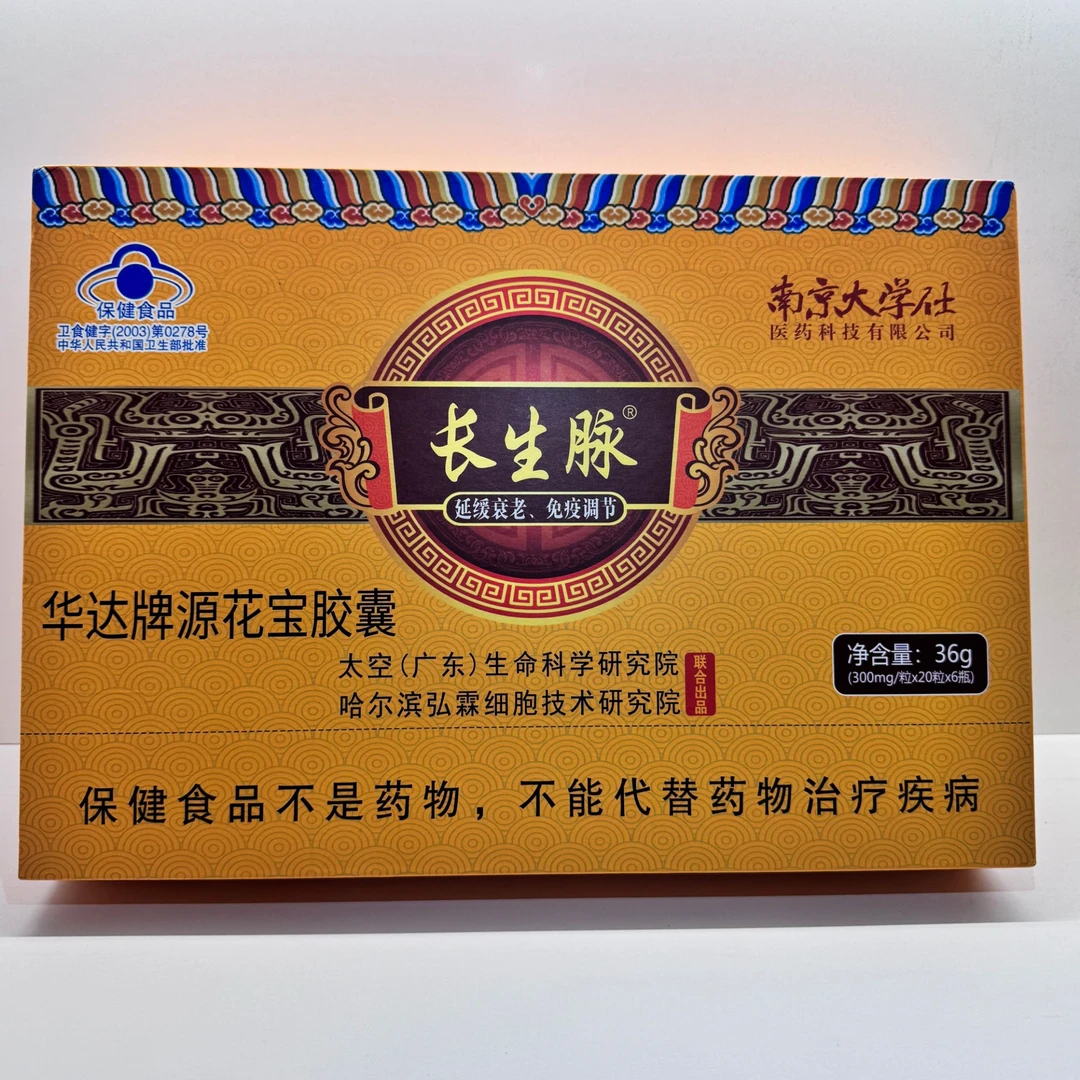 保健食品
卫食健字(2003)第0278号
中华人民共和国卫生部批准
南京大学社
医药科技有限公司
长生脉®
延缓衰老、免疫调节
华达牌源花宝胶囊
太空(广东)生命科学研究院
哈尔滨弘霖细胞技术研究院
联合出品
净含量：36g
(300mg/粒x20粒x6瓶)
保健食品不是药物，不能代替药物治疗疾病